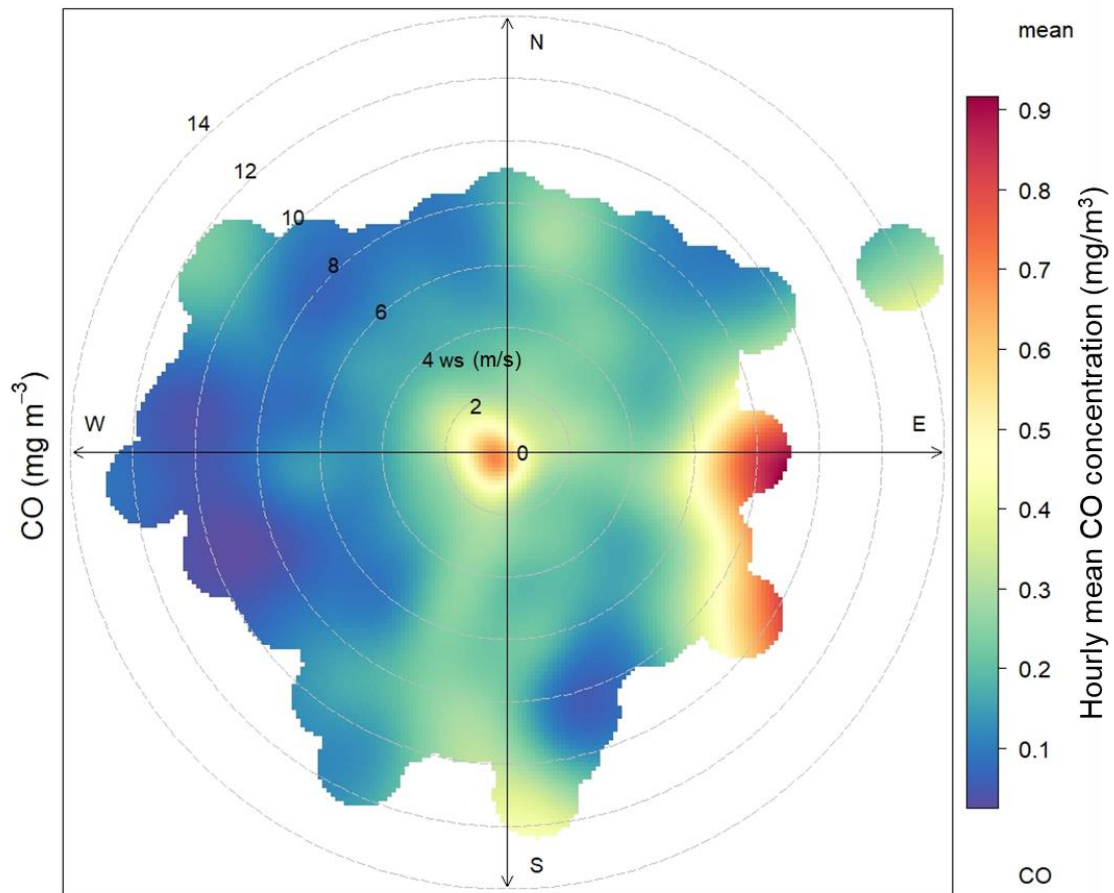 mean
N
14
12
10
8
6
4 ws (m/s)
2
0
W
E
S
CO (mg m⁻³)
0.9
0.8
0.7
0.6
0.5
0.4
0.3
0.2
0.1
Hourly mean CO concentration (mg/m³)
CO